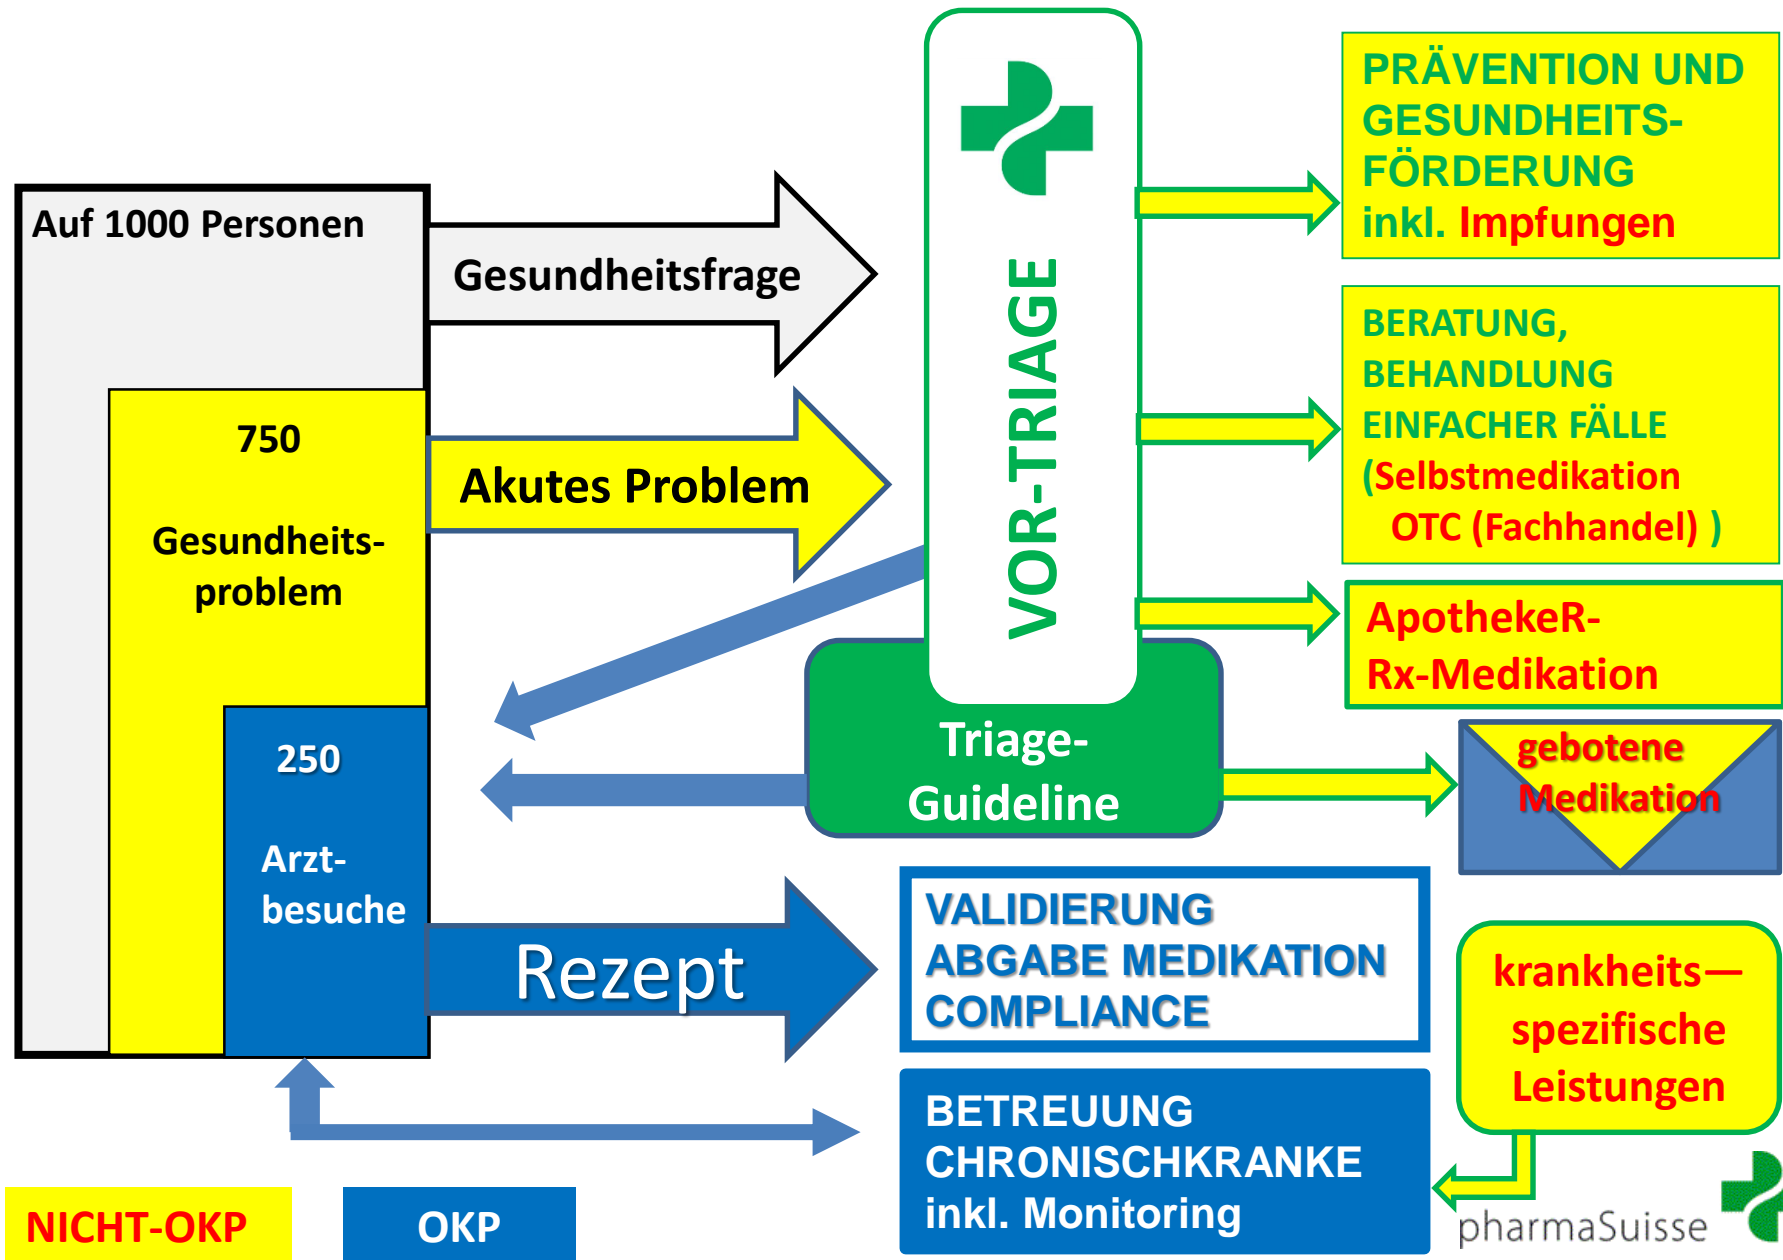 Auf 1000 Personen
Gesundheitsfrage
750
Gesundheits-
problem
Akutes Problem
250
Arzt-
besuche
Rezept
VOR-TRIAGE
Triage-
Guideline
PRÄVENTION UND
GESUNDHEITS-
FÖRDERUNG
inkl. Impfungen
BERATUNG,
BEHANDLUNG
EINFACHER FÄLLE
(Selbstmedikation
OTC (Fachhandel) )
ApothekeR-
Rx-Medikation
gebotene
Medikation
VALIDIERUNG
ABGABE MEDIKATION
COMPLIANCE
krankheits—
spezifische
Leistungen
BETREUUNG
CHRONISCHKRANKE
inkl. Monitoring
NICHT-OKP
OKP
pharmaSuisse